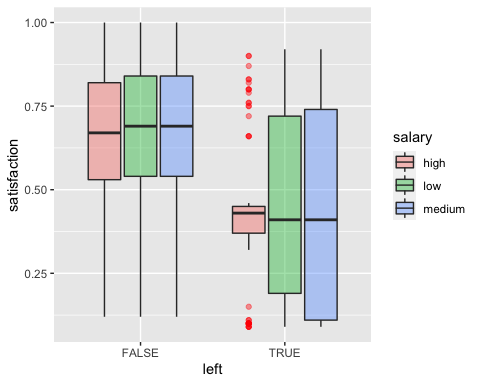 1.00
0.75
0.50
0.25
satisfaction
FALSE
TRUE
left
salary
high
low
medium